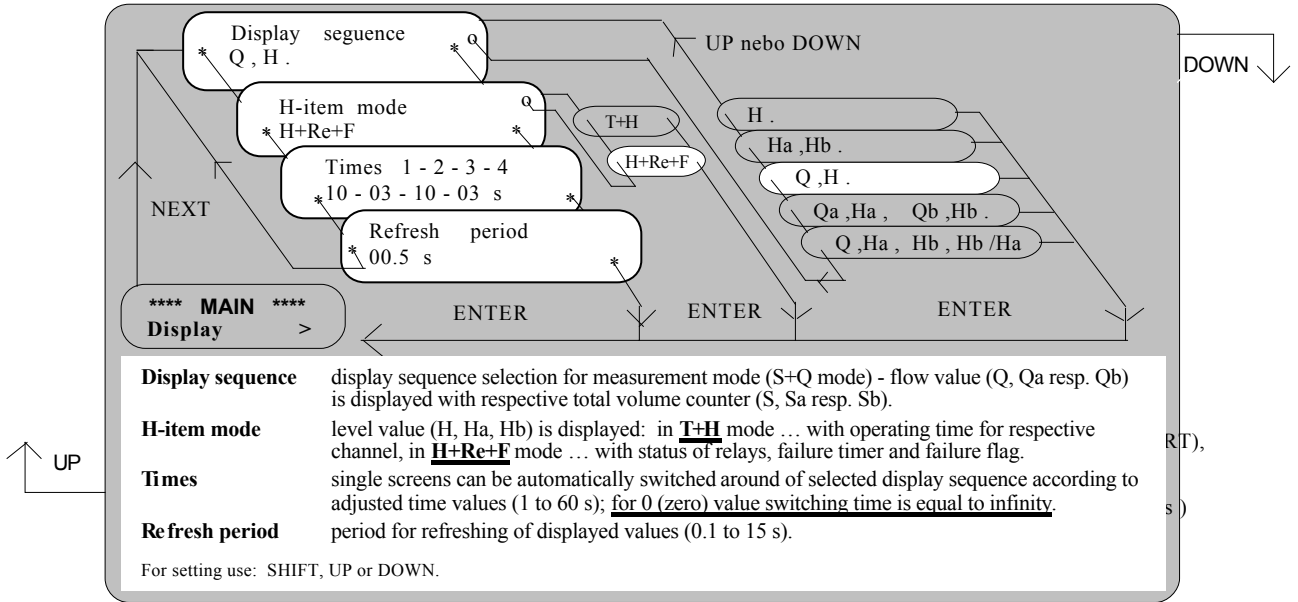 Display seguence
* * o
Q , H .
UP nebo DOWN
DOWN
H-item mode
o
* H+Re+F *
T+H
H+Re+F
Times 1 - 2 - 3 - 4
* 10 - 03 - 10 - 03 s *
Refresh period
* 00.5 s *
NEXT
H .
Ha ,Hb .
Q ,H .
Qa ,Ha , Qb ,Hb .
Q ,Ha , Hb , Hb /Ha
**** MAIN ****
Display >
ENTER
ENTER
ENTER
Display sequence display sequence selection for measurement mode (S+Q mode) - flow value (Q, Qa resp. Qb)
is displayed with respective total volume counter (S, Sa resp. Sb).
H-item mode level value (H, Ha, Hb) is displayed: in T+H mode … with operating time for respective
channel, in H+Re+F mode … with status of relays, failure timer and failure flag.
RT),
UP
Times single screens can be automatically switched around of selected display sequence according to
adjusted time values (1 to 60 s); for 0 (zero) value switching time is equal to infinity.
s )
Refresh period period for refreshing of displayed values (0.1 to 15 s).
For setting use: SHIFT, UP or DOWN.